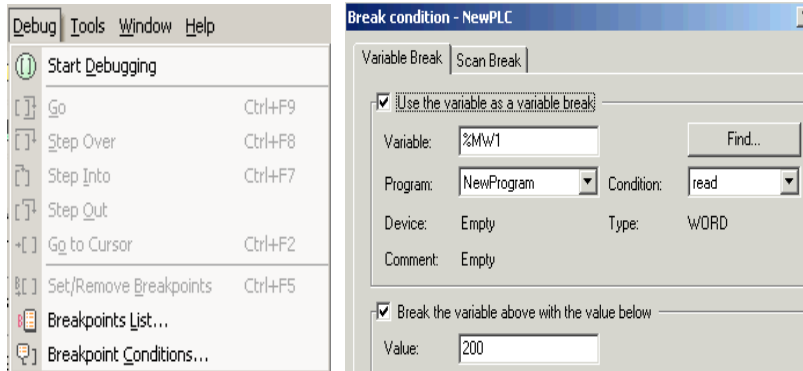 Debug Tools Window Help
Start Debugging
Go Ctrl+F9
Step Over Ctrl+F8
Step Into Ctrl+F7
Step Out
Go to Cursor Ctrl+F2
Set/Remove Breakpoints Ctrl+F5
Breakpoints List...
Breakpoint Conditions...
Break condition - NewPLC
Variable Break Scan Break
Use the variable as a variable break
Variable: %MW1 Find...
Program: NewProgram Condition: read
Device: Empty Type: WORD
Comment: Empty
Break the variable above with the value below
Value: 200